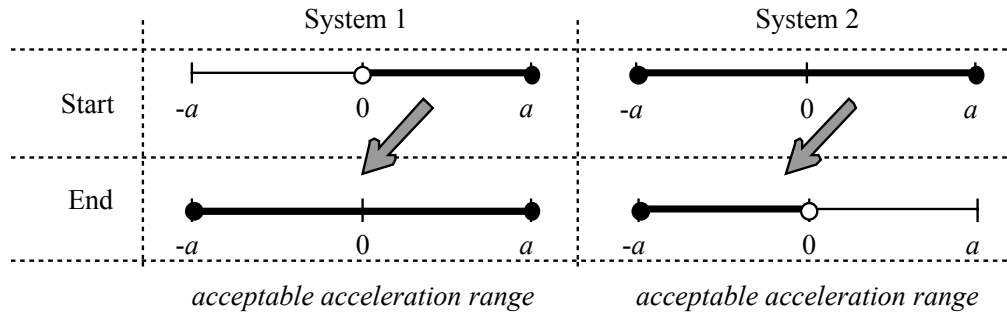 System 1 System 2
Start
-a 0 a -a 0 a
End
-a 0 a -a 0 a
acceptable acceleration range acceptable acceleration range